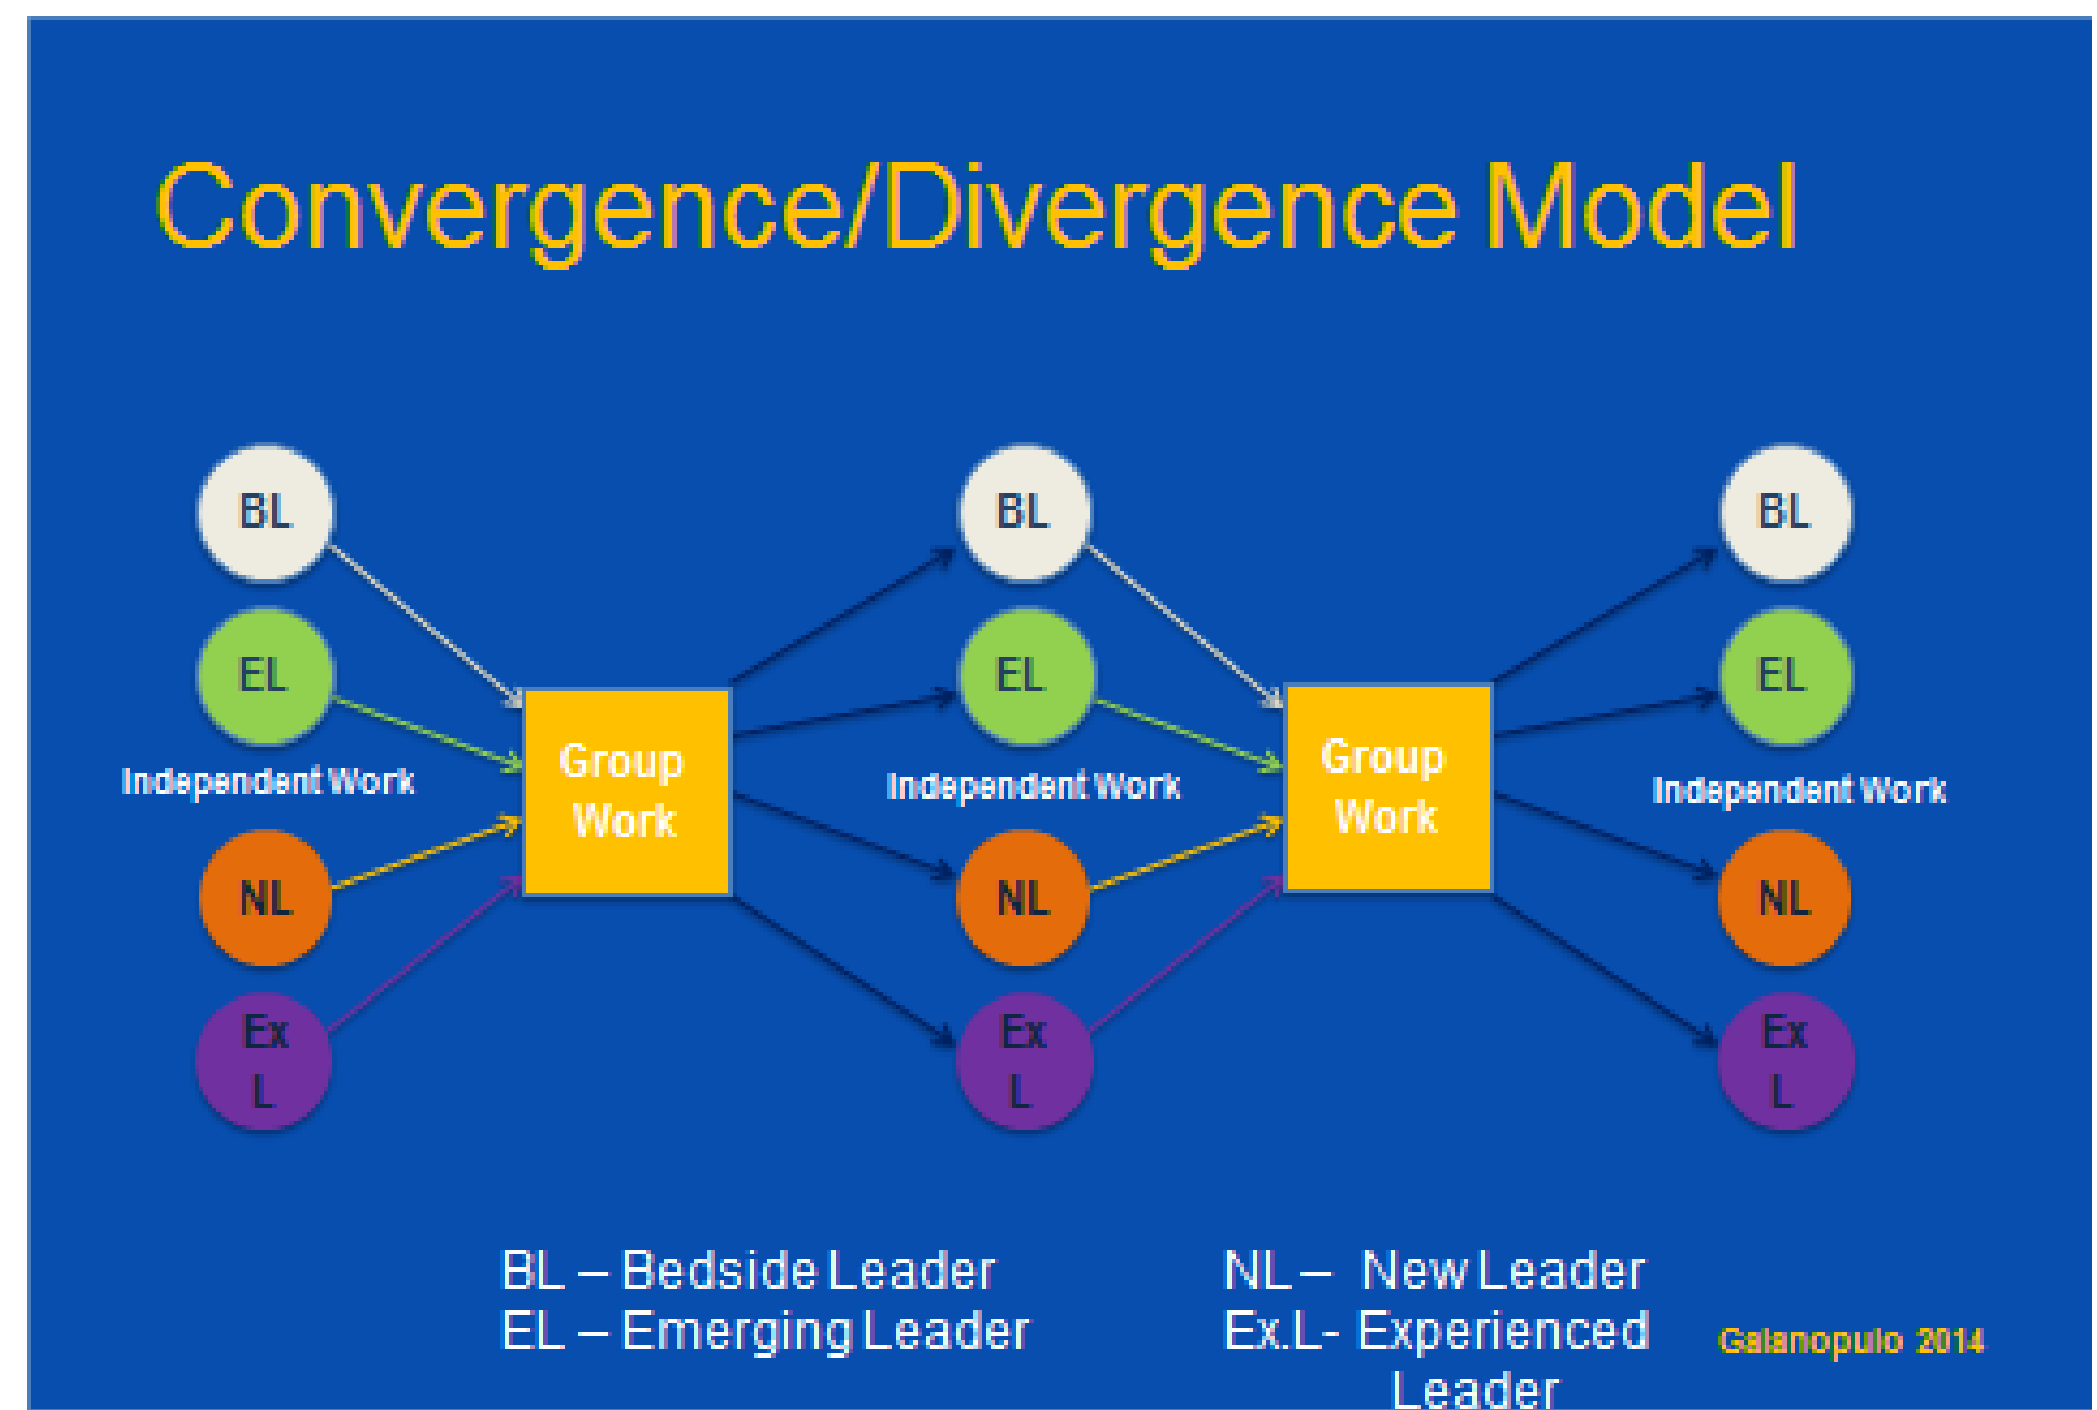 Convergence/Divergence Model
BL
EL
Independent Work
NL
Ex
L
Group
Work
BL
EL
Independent Work
NL
Ex
L
Group
Work
BL
EL
Independent Work
NL
Ex
L
BL – Bedside Leader
EL – Emerging Leader
NL – New Leader
Ex.L- Experienced
Leader
Galanopulo 2014